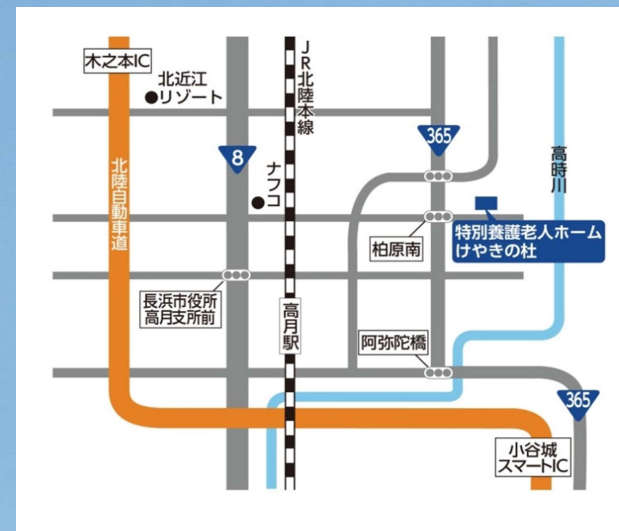 木之本IC
北近江
リゾート
JR北陸本線
365
8
ナフコ
高時川
北陸自動車道
特別養護老人ホーム
けやきの杜
柏原南
長浜市役所
高月支所前
高月駅
阿弥陀橋
365
小谷城
スマートIC